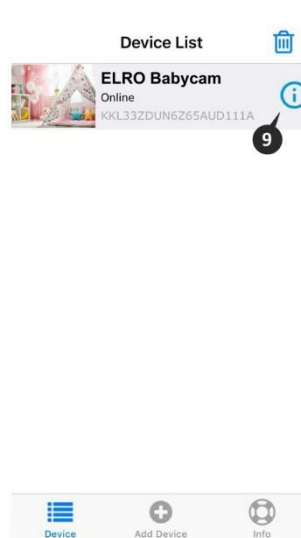 Device List
ELRO Babycam
Online
KKL33ZDUN6Z65AUD111A
9
Device
Add Device
Info